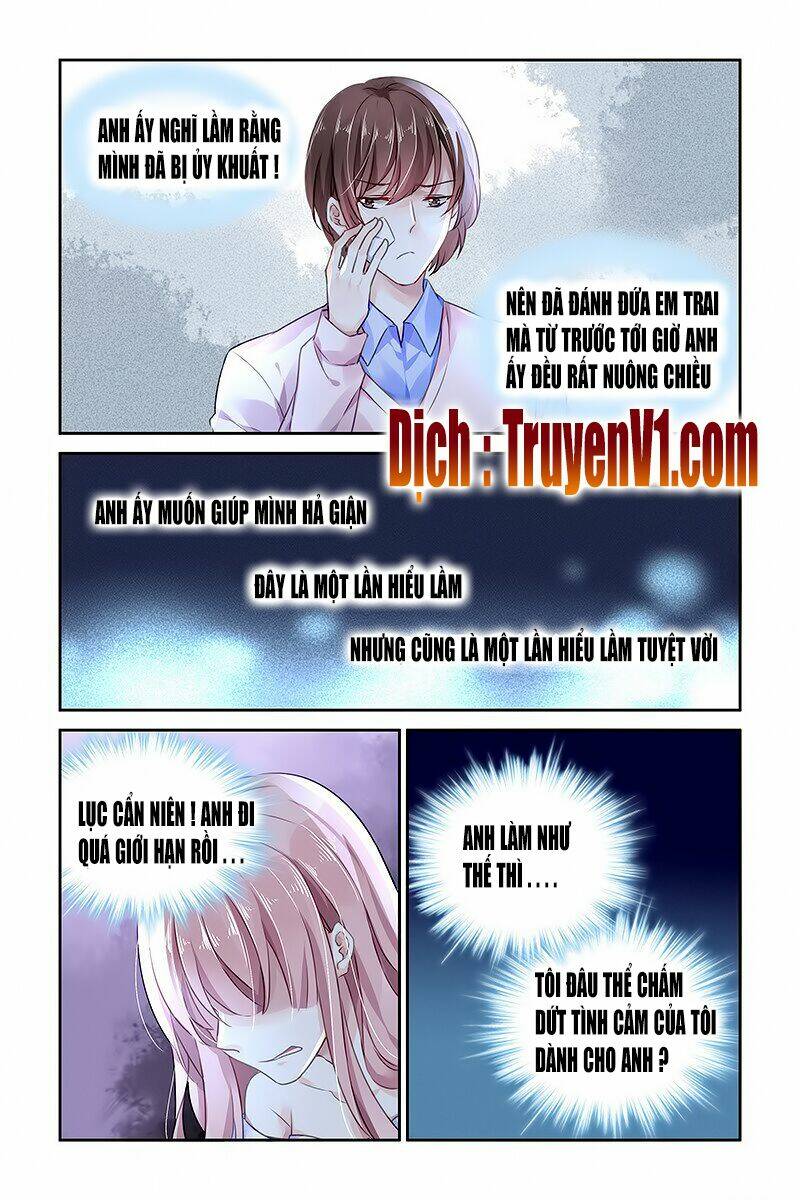 ANH ẤY NGHĨ LẦM RẰNG
MÌNH ĐÃ BỊ ỦY KHUẤT !
NÊN ĐÃ ĐÁNH ĐỨA EM TRAI
MÀ TỪ TRƯỚC TỚI GIỜ ANH
ẤY ĐỀU RẤT NUÔNG CHIỀU
Dịch : TruyenV1.com
ANH ẤY MUỐN GIÚP MÌNH HẢ GIẬN
ĐÂY LÀ MỘT LẦN HIỂU LẦM
NHƯNG CŨNG LÀ MỘT LẦN HIỂU LẦM TUYỆT VỜI
LỤC CẨN NIÊN ! ANH ĐI
QUÁ GIỚI HẠN RỒI . . .
ANH LÀM NHƯ
THẾ THÌ . . . .
TÔI ĐÂU THỂ CHẤM
DỨT TÌNH CẢM CỦA TÔI
DÀNH CHO ANH ?